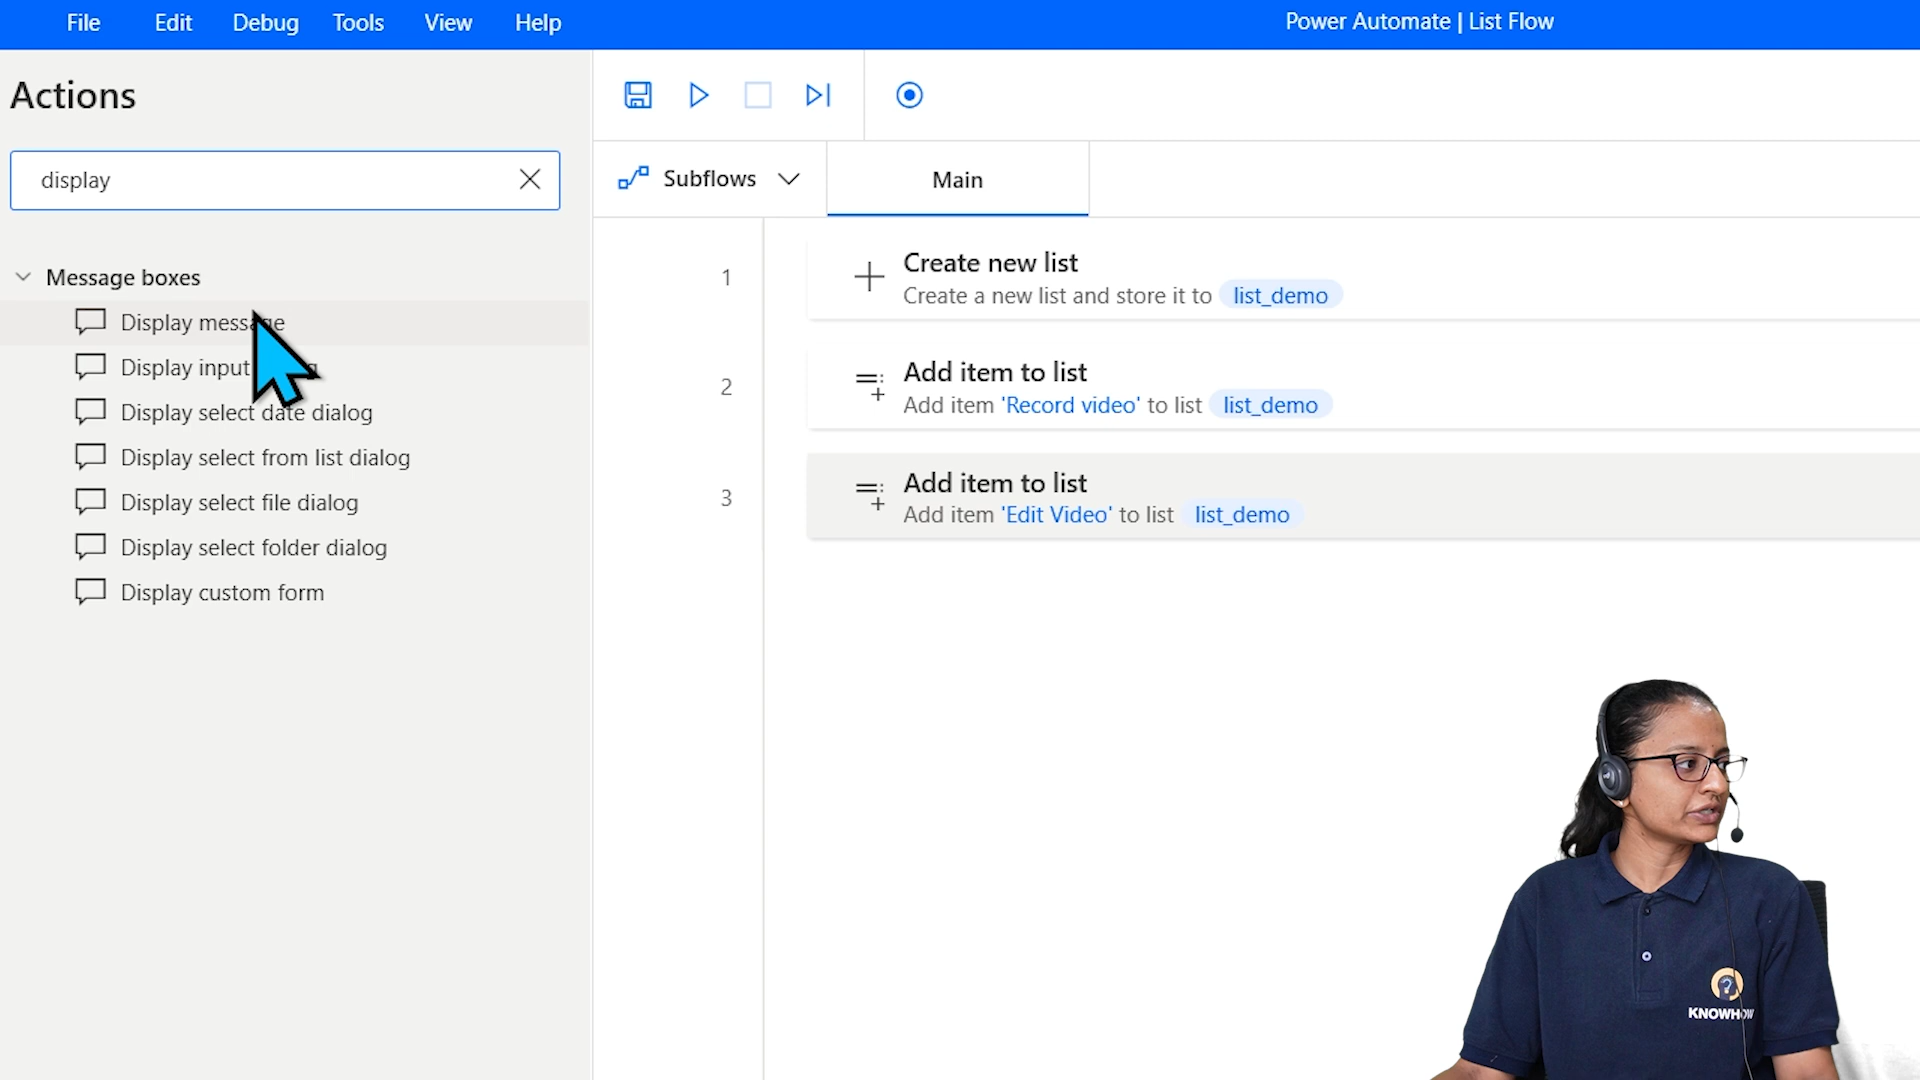 File Edit Debug Tools View Help
Power Automate | List Flow
Actions
display
Subflows
Main
Message boxes
Display message
Display input
Display select date dialog
Display select from list dialog
Display select file dialog
Display select folder dialog
Display custom form
1
Create new list
Create a new list and store it to list_demo
2
Add item to list
Add item 'Record video' to list list_demo
3
Add item to list
Add item 'Edit Video' to list list_demo
KNOWHOW